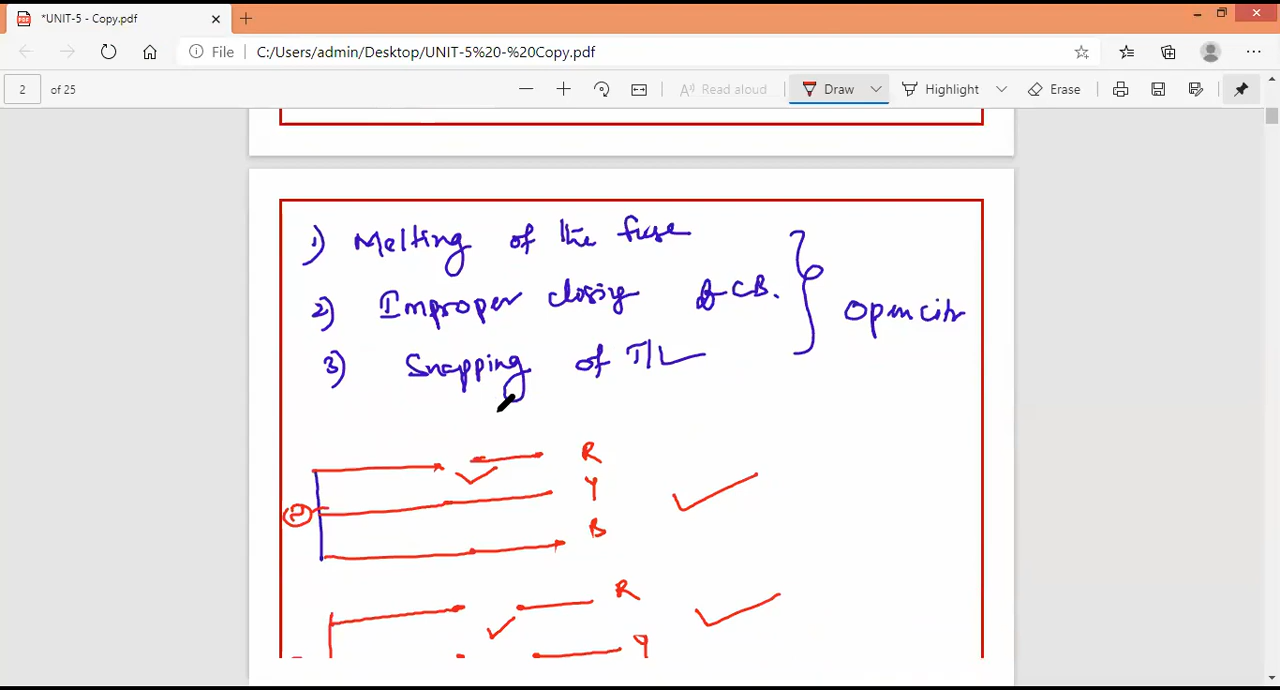 *UNIT-5 - Copy.pdf
File C:/Users/admin/Desktop/UNIT-5%20-%20Copy.pdf
2 of 25 Read aloud Draw Highlight Erase
1) Melting of the fuse
2) Improper closing of CB.
3) Snapping of T/L
Open
R
Y
B
R
Y